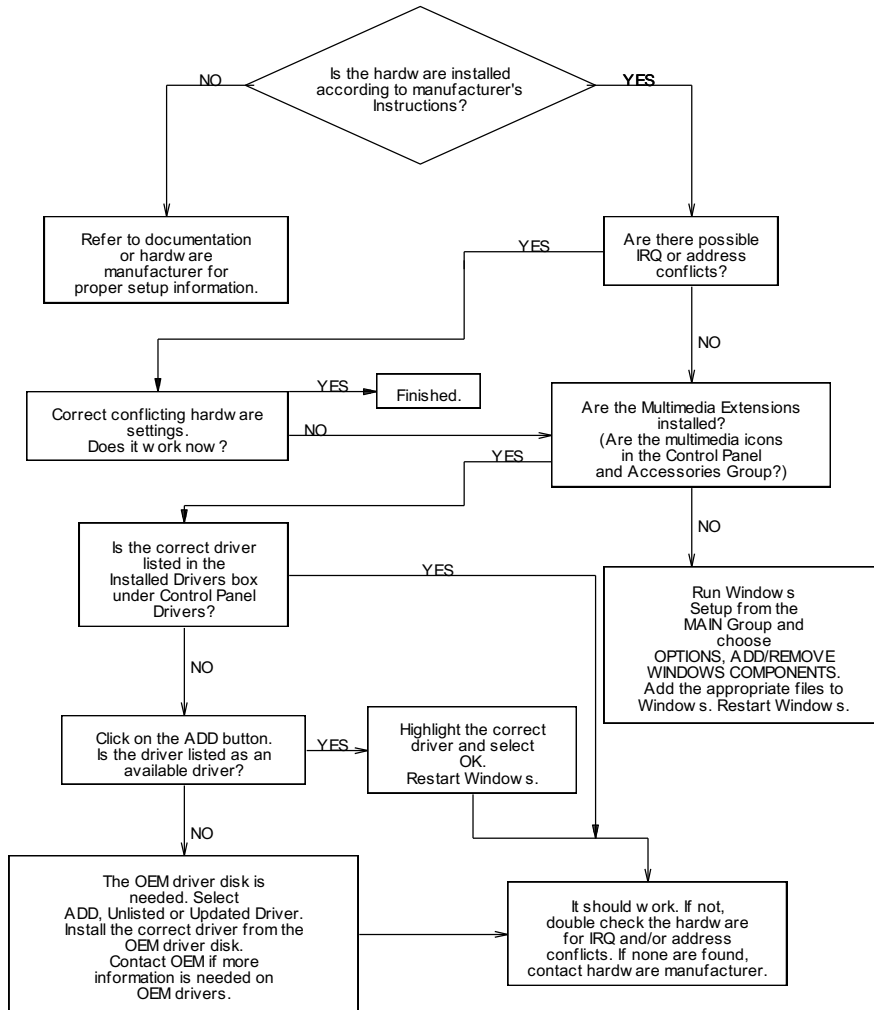 Is the hardware installed
according to manufacturer's
Instructions?
NO
YES
Refer to documentation
or hardware
manufacturer for
proper setup information.
YES
Are there possible
IRQ or address
conflicts?
NO
Correct conflicting hardware
settings.
Does it work now?
YES
Finished.
NO
Are the Multimedia Extensions
installed?
(Are the multimedia icons
in the Control Panel
and Accessories Group?)
YES
NO
Is the correct driver
listed in the
Installed Drivers box
under Control Panel
Drivers?
YES
Run Windows
Setup from the
MAIN Group and
choose
OPTIONS, ADD/REMOVE
WINDOWS COMPONENTS.
Add the appropriate files to
Windows. Restart Windows.
NO
Click on the ADD button.
Is the driver listed as an
available driver?
YES
Highlight the correct
driver and select
OK.
Restart Windows.
NO
The OEM driver disk is
needed. Select
ADD, Unlisted or Updated Driver.
Install the correct driver from the
OEM driver disk.
Contact OEM if more
information is needed on
OEM drivers.
It should work. If not,
double check the hardware
for IRQ and/or address
conflicts. If none are found,
contact hardware manufacturer.